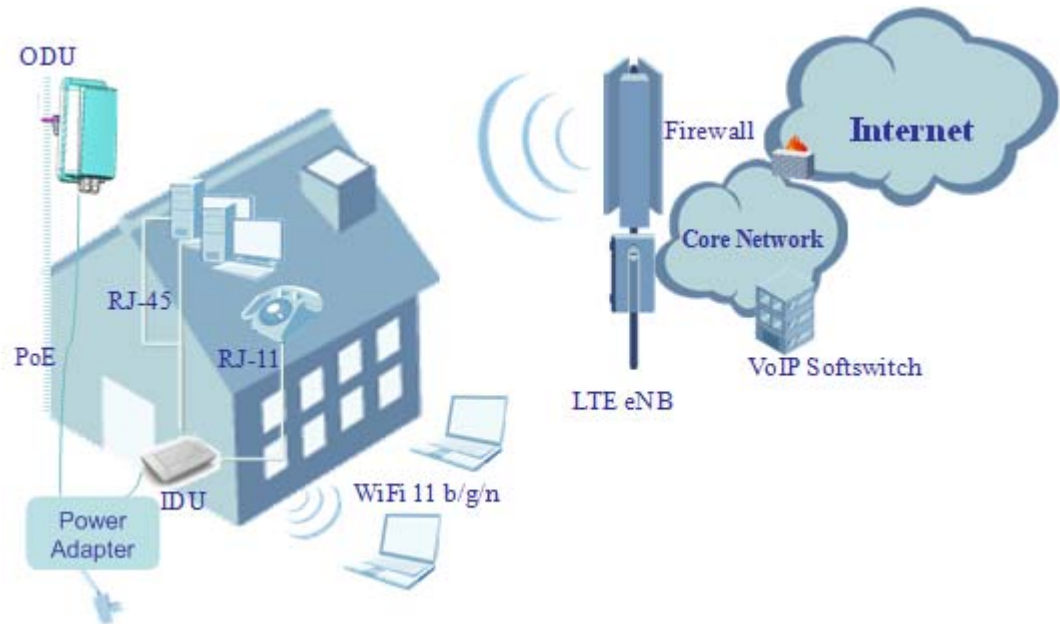 ODU
Firewall
Internet
Core Network
RJ-45
PoE
RJ-11
VoIP Softswitch
LTE eNB
WiFi 11 b/g/n
IDU
Power
Adapter